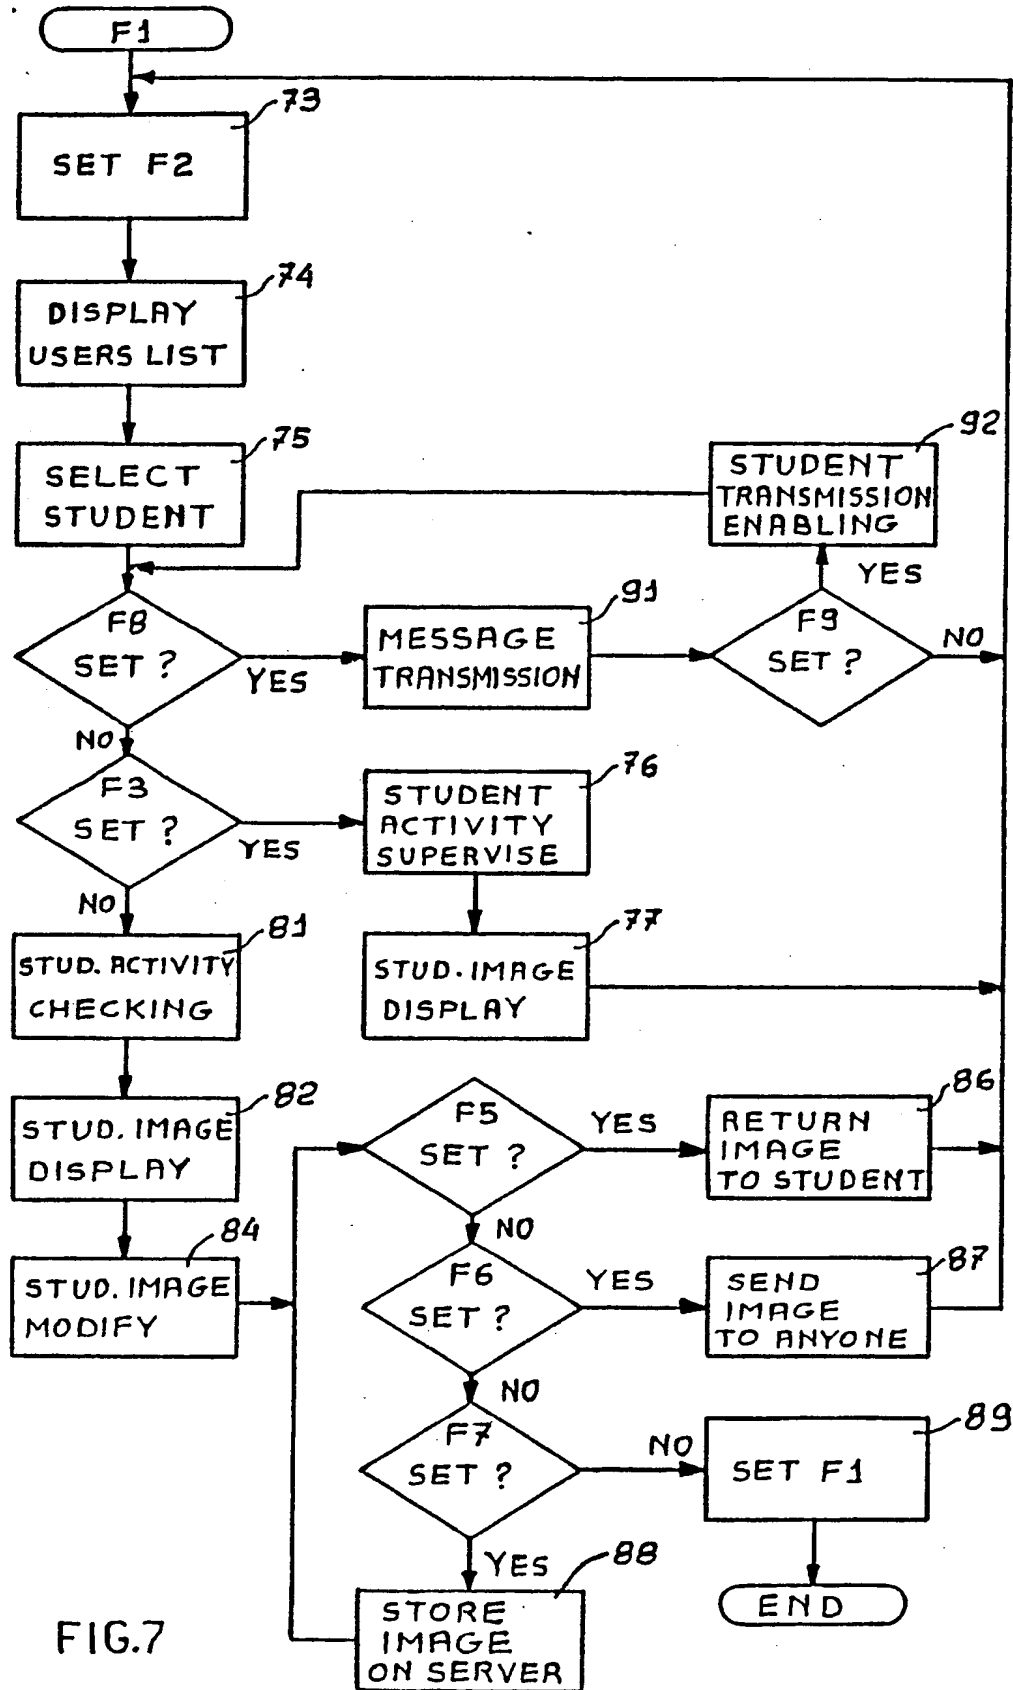 F1
73
SET F2
74
DISPLAY
USERS LIST
75
SELECT
STUDENT
92
STUDENT
TRANSMISSION
ENABLING
YES
F8
SET ?
YES
91
MESSAGE
TRANSMISSION
F9
SET ?
NO
NO
F3
SET ?
YES
76
STUDENT
ACTIVITY
SUPERVISE
NO
81
STUD. ACTIVITY
CHECKING
77
STUD. IMAGE
DISPLAY
82
STUD. IMAGE
DISPLAY
F5
SET ?
YES
86
RETURN
IMAGE
TO STUDENT
NO
84
STUD. IMAGE
MODIFY
F6
SET ?
YES
87
SEND
IMAGE
TO ANYONE
NO
F7
SET ?
NO
89
SET F1
YES
88
STORE
IMAGE
ON SERVER
END
FIG.7